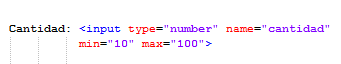 Cantidad: <input type="number" name="cantidad"
min="10" max="100">